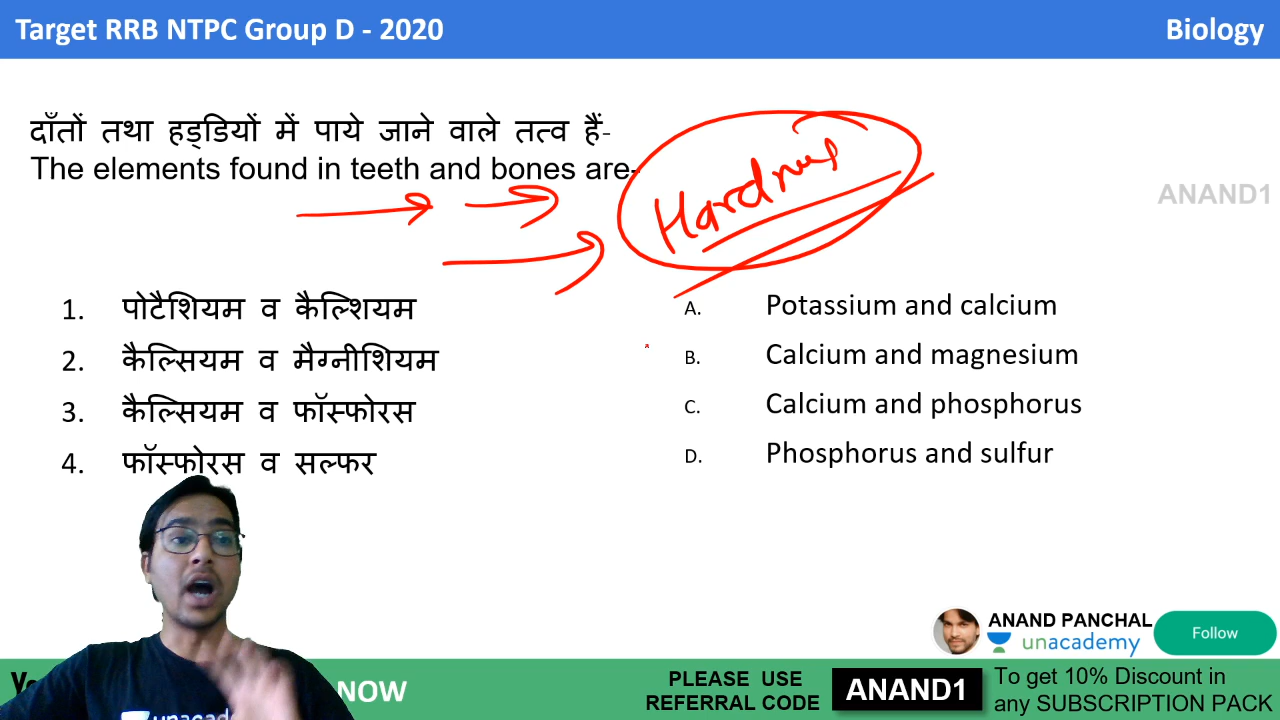 Target RRB NTPC Group D - 2020
Biology
दाँतों तथा हड्डियों में पाये जाने वाले तत्व हैं-
The elements found in teeth and bones are-
Hardness
ANAND1
1. पोटैशियम व कैल्शियम
2. कैल्सियम व मैग्नीशियम
3. कैल्सियम व फॉस्फोरस
4. फॉस्फोरस व सल्फर
A. Potassium and calcium
B. Calcium and magnesium
C. Calcium and phosphorus
D. Phosphorus and sulfur
ANAND PANCHAL
unacademy
Follow
NOW
PLEASE USE
REFERRAL CODE
ANAND1
To get 10% Discount in
any SUBSCRIPTION PACK
unacademy